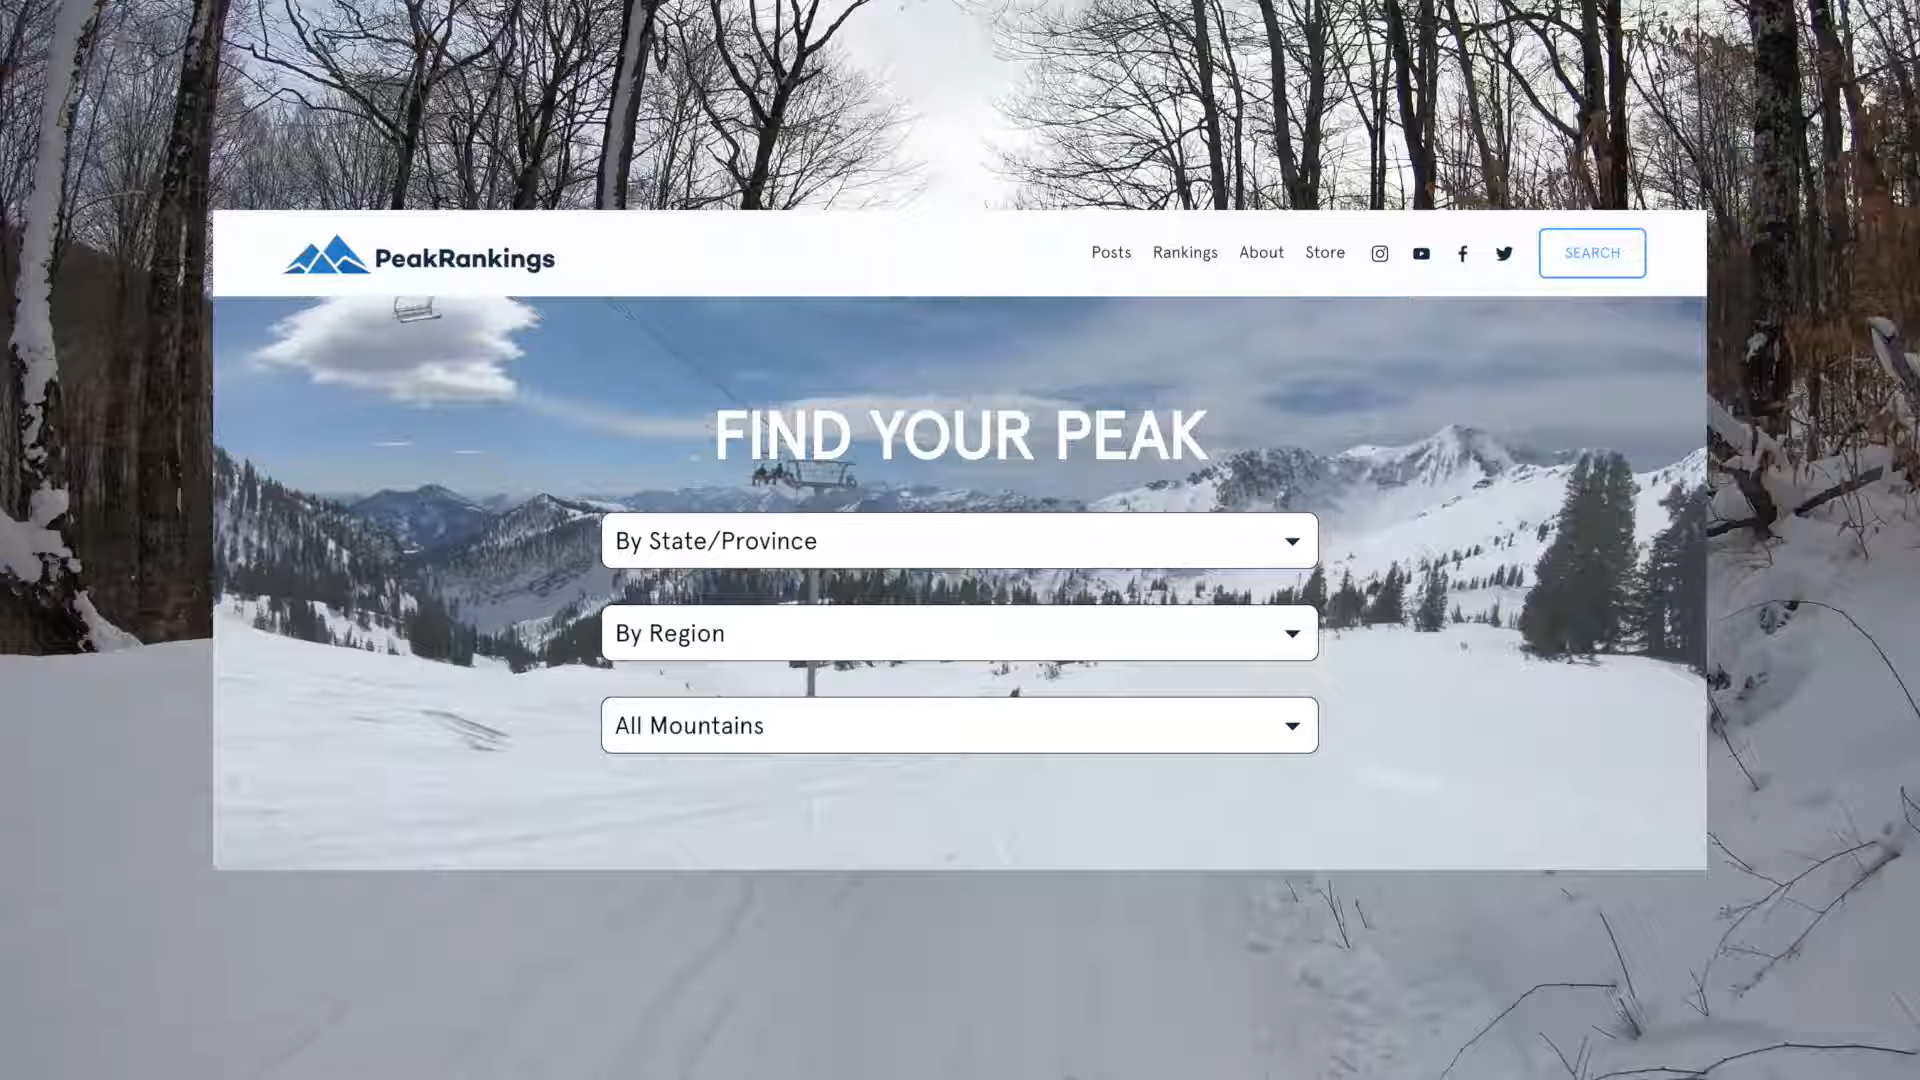 PeakRankings
Posts Rankings About Store SEARCH
FIND YOUR PEAK
By State/Province
By Region
All Mountains